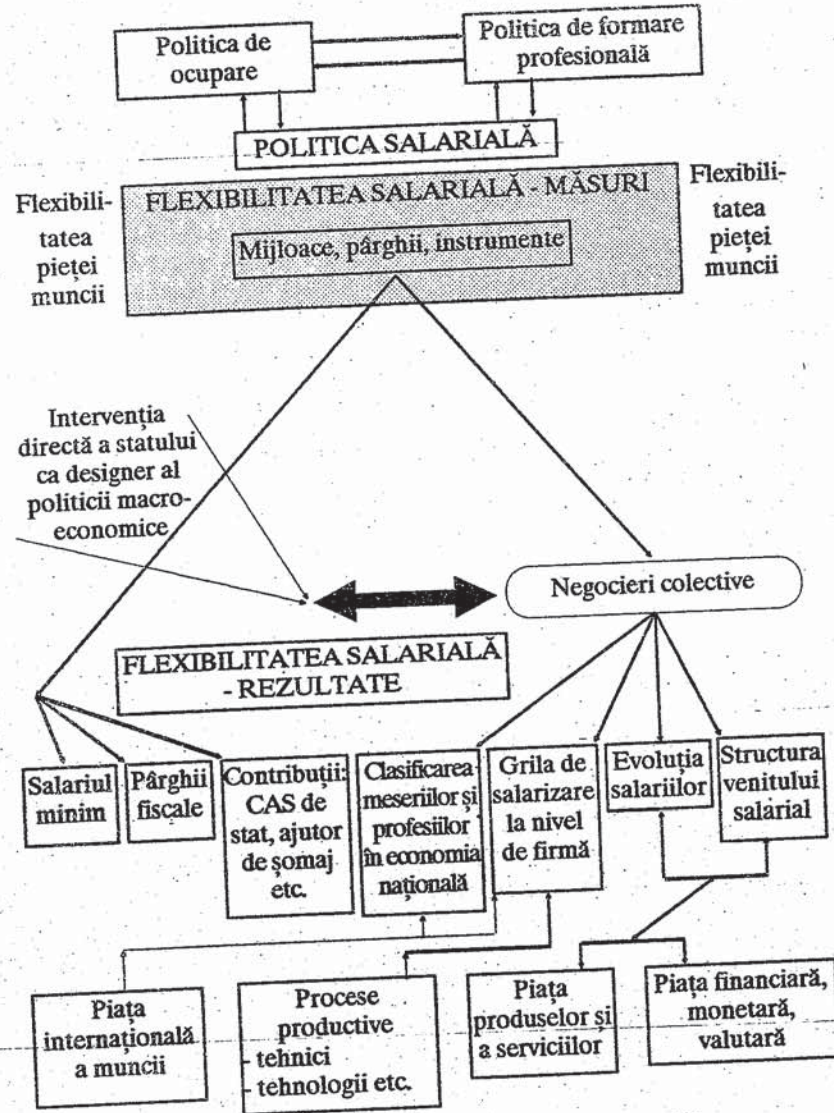 Politica de
ocupare
Politica de formare
profesională
POLITICA SALARIALĂ
Flexibili-
tatea
pieței
muncii
FLEXIBILITATEA SALARIALĂ - MĂSURI
Mijloace, pârghii, instrumente
Flexibili-
tatea
pieței
muncii
Intervenția
directă a statului
ca designer al
politicii macro-
economice
Negocieri colective
FLEXIBILITATEA SALARIALĂ
- REZULTATE
Salariul
minim
Pârghii
fiscale
Contribuții:
CAS de
stat, ajutor
de șomaj
etc.
Clasificarea
meseriilor și
profesiilor
în economia
națională
Grila de
salarizare
la nivel
de firmă
Evoluția
salariilor
Structura
venitului
salarial
Piața
internațională
a muncii
Procese
productive
- tehnici
- tehnologii etc.
Piața
produselor și
a serviciilor
Piața financiară,
monetară,
valutară